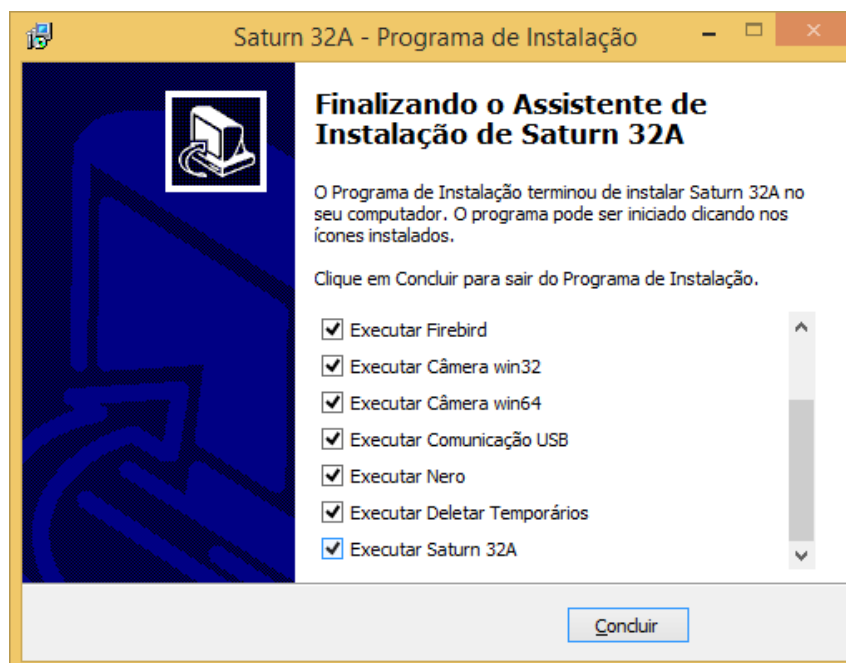 Saturn 32A - Programa de Instalação
Finalizando o Assistente de
Instalação de Saturn 32A
O Programa de Instalação terminou de instalar Saturn 32A no
seu computador. O programa pode ser iniciado clicando nos
ícones instalados.
Clique em Concluir para sair do Programa de Instalação.
Executar Firebird
Executar Câmera win32
Executar Câmera win64
Executar Comunicação USB
Executar Nero
Executar Deletar Temporários
Executar Saturn 32A
Concluir